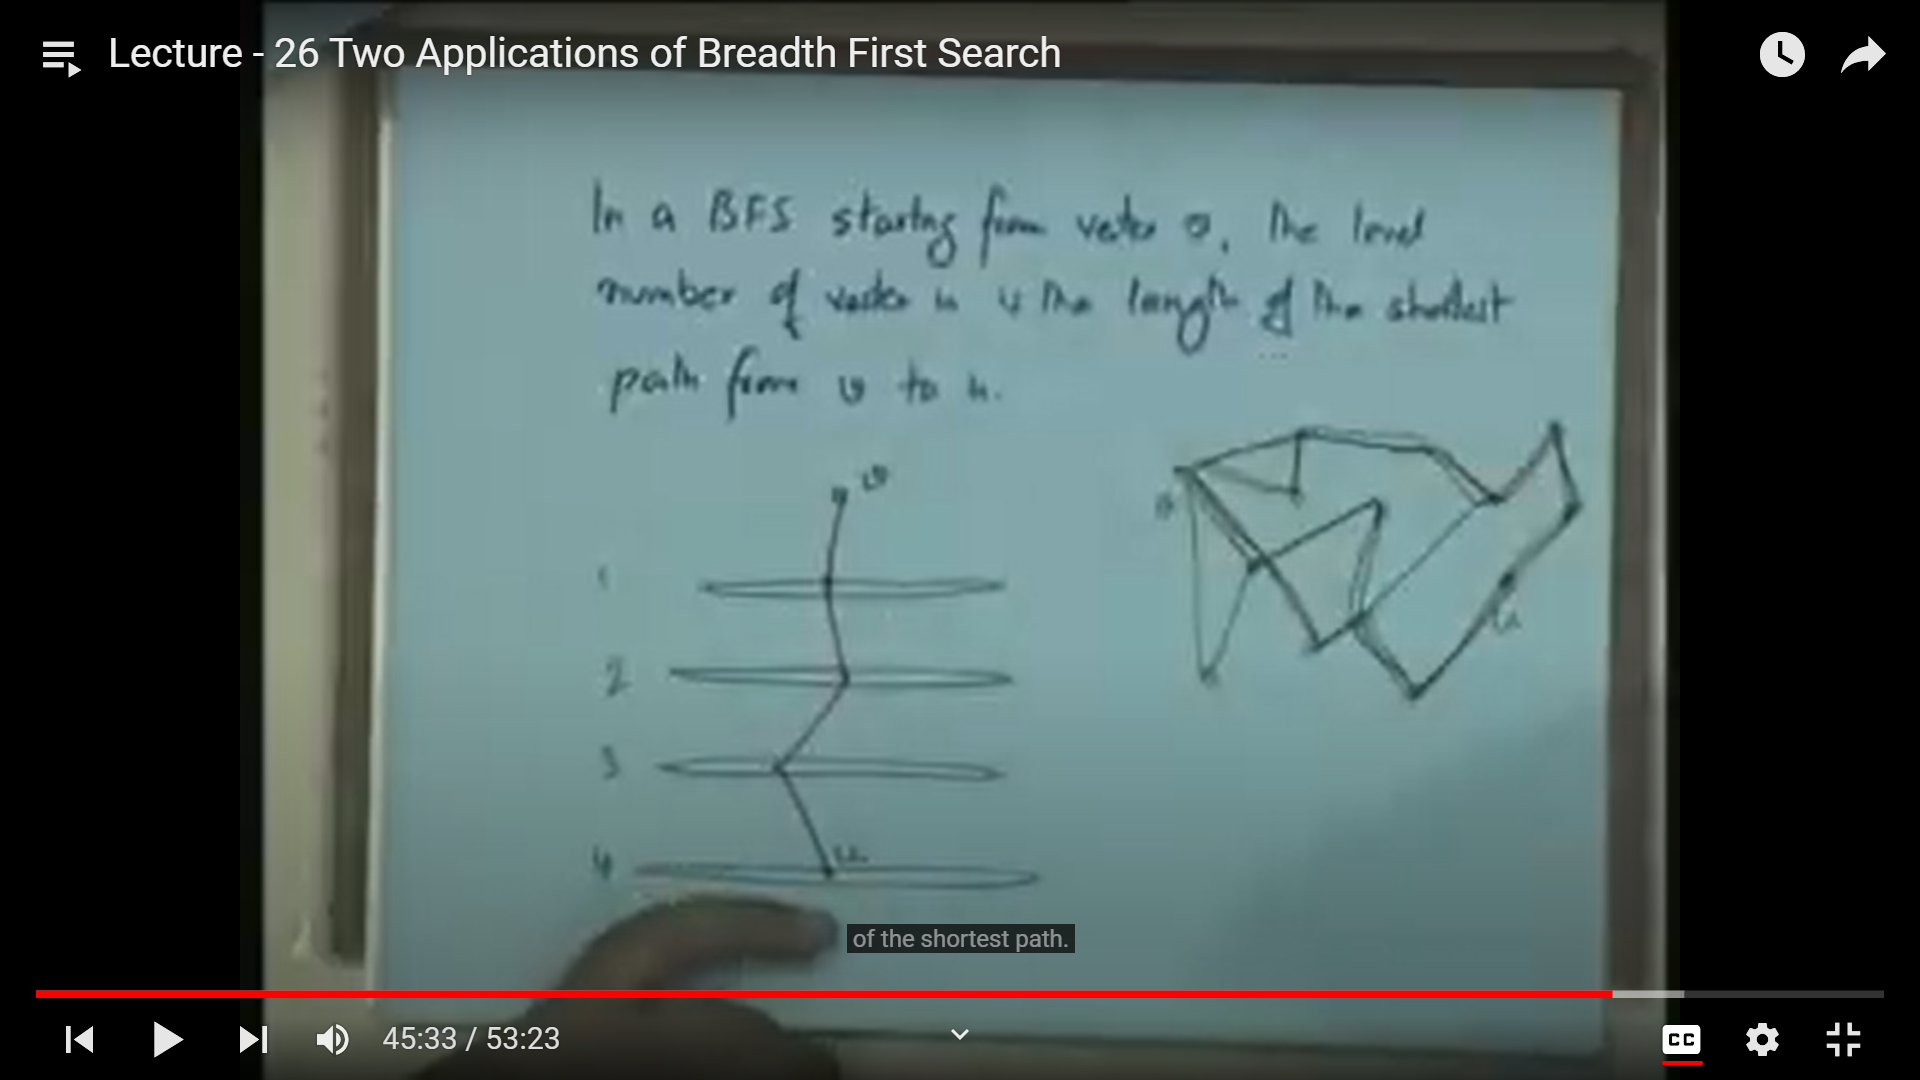 Lecture - 26 Two Applications of Breadth First Search
In a BFS starting from vertex v, the level
number of vertex u is the length of the shortest
path from v to u.
v
1
2
3
4
u
v
u
of the shortest path.
45:33 / 53:23
CC